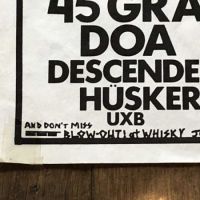 45 GRA
DOA
DESCENDE
HÜSKER
UXB
AND DON'T MISS
BLOW-OUT! at WHISKY J